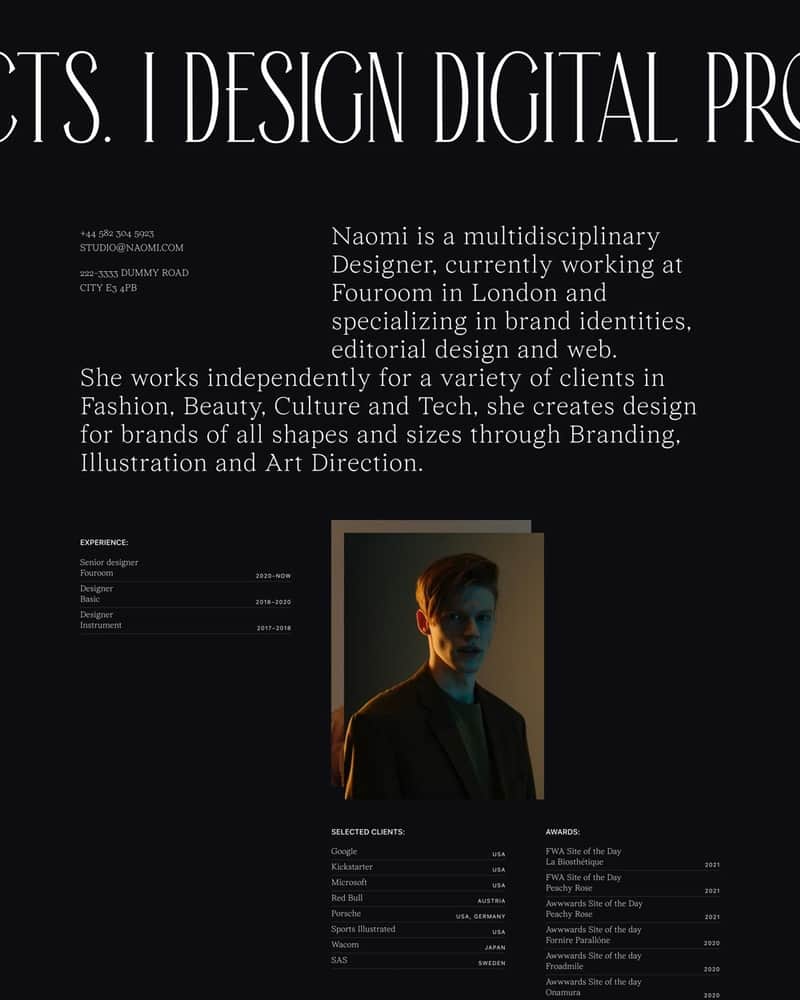 CTS. I DESIGN DIGITAL PRO
+44 582 304 5923
STUDIO@NAOMI.COM
222-3333 DUMMY ROAD
CITY E3 4PB
Naomi is a multidisciplinary
Designer, currently working at
Fouroom in London and
specializing in brand identities,
editorial design and web.
She works independently for a variety of clients in
Fashion, Beauty, Culture and Tech, she creates design
for brands of all shapes and sizes through Branding,
Illustration and Art Direction.
EXPERIENCE:
Senior designer
Fouroom 2020–NOW
Designer
Basic 2018–2020
Designer
Instrument 2017–2018
SELECTED CLIENTS:
Google USA
Kickstarter USA
Microsoft USA
Red Bull AUSTRIA
Porsche USA, GERMANY
Sports Illustrated USA
Wacom JAPAN
SAS SWEDEN
AWARDS:
FWA Site of the Day
La Biosthétique 2021
FWA Site of the Day
Peachy Rose 2021
Awwwards Site of the Day
Peachy Rose 2021
Awwwards Site of the day
Fornire Parallóne 2020
Awwwards Site of the day
Froadmile 2020
Awwwards Site of the day
Onamura 2020